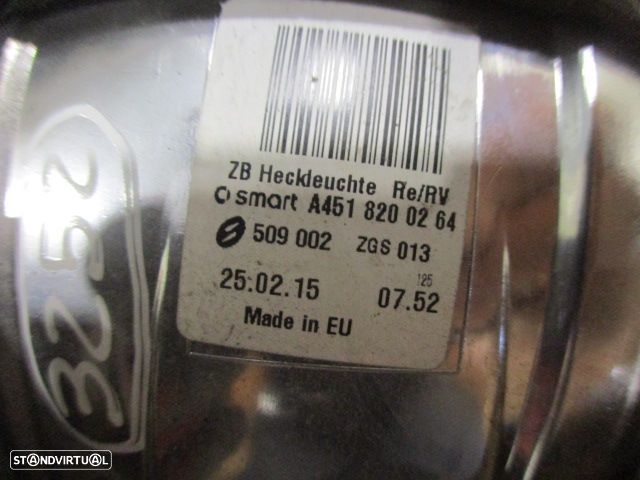 ZB Heckleuchte Re/RV
smart A451 820 02 64
509 002 ZGS 013
125
25.02.15 07.52
Made in EU
3252
STANDVIRTUAL